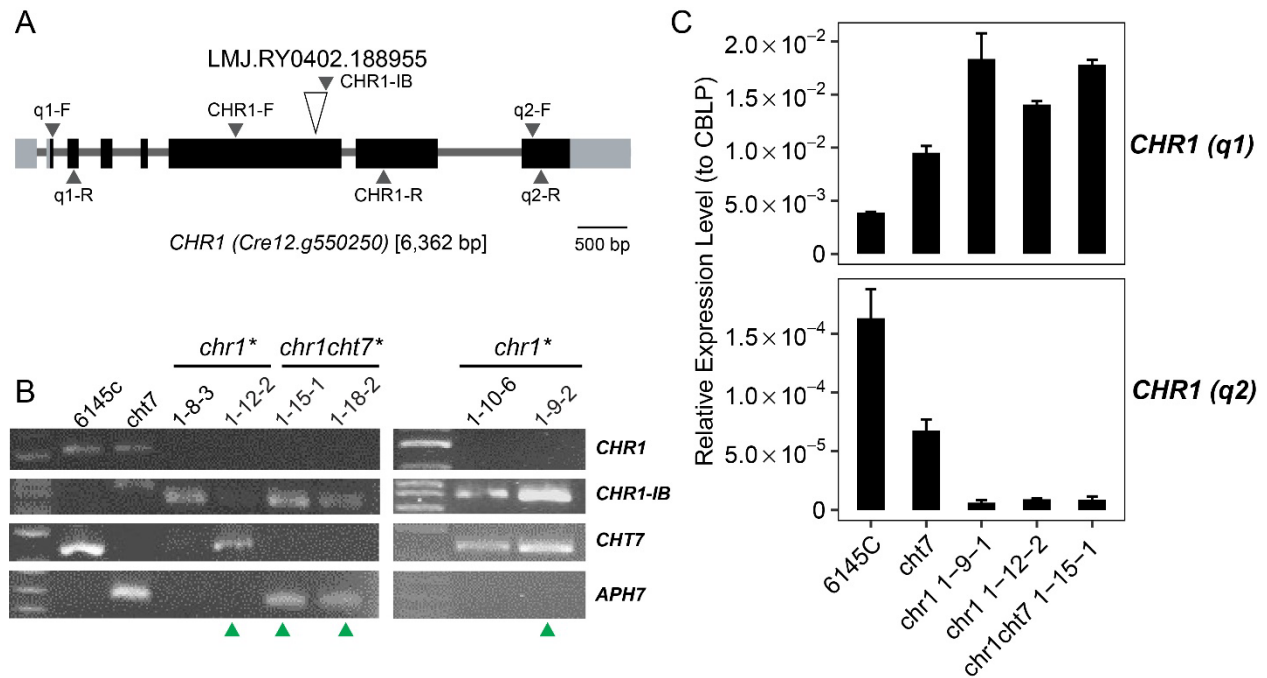 A
LMJ.RY0402.188955
CHR1-IB
q1-F
CHR1-F
q2-F
q1-R
CHR1-R
q2-R
CHR1 (Cre12.g550250) [6,362 bp]
500 bp
B
chr1*
chr1cht7*
chr1*
6145c
cht7
1-8-3
1-12-2
1-15-1
1-18-2
1-10-6
1-9-2
CHR1
CHR1-IB
CHT7
APH7
C
Relative Expression Level (to CBLP)
2.0×10⁻²
1.5×10⁻²
1.0×10⁻²
5.0×10⁻³
0
CHR1 (q1)
1.5×10⁻⁴
1.0×10⁻⁴
5.0×10⁻⁵
0
CHR1 (q2)
6145C
cht7
chr1 1−9−1
chr1 1−12−2
chr1cht7 1−15−1